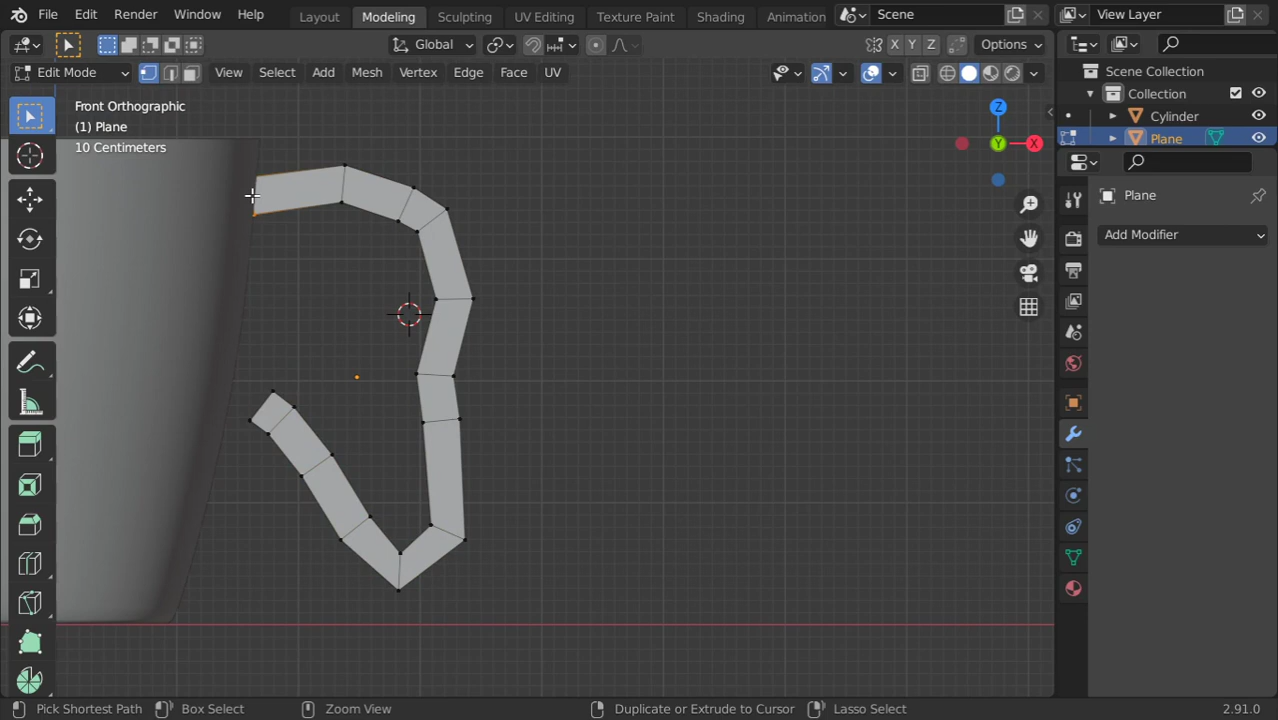 File Edit Render Window Help Layout Modeling Sculpting UV Editing Texture Paint Shading Animation Scene View Layer
Global X Y Z Options
Edit Mode View Select Add Mesh Vertex Edge Face UV
Scene Collection
Collection
Cylinder
Plane
Front Orthographic
(1) Plane
10 Centimeters
Z
Y
X
Plane
Add Modifier
Pick Shortest Path Box Select Zoom View Duplicate or Extrude to Cursor Lasso Select 2.91.0